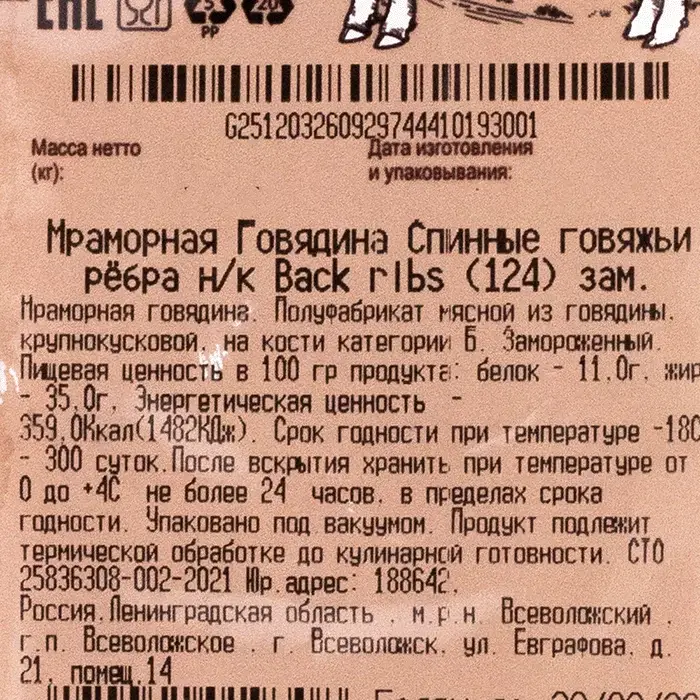 EAC
5
PP
20
G2512032609297444410193001
Масса нетто Дата изготовления
(кг): и упаковывания:
Мраморная Говядина Спинные говяжьи
рёбра н/к Back ribs (124) зам.
Мраморная говядина. Полуфабрикат мясной из говядины,
крупнокусковой, на кости категории Б. Замороженный.
Пищевая ценность в 100 гр продукта: белок - 11,0г, жир
- 35,0г, Энергетическая ценность -
359,0Ккал(1482КДж). Срок годности при температуре -18С
- 300 суток.После вскрытия хранить при температуре от
0 до +4С не более 24 часов, в пределах срока
годности. Упаковано под вакуумом. Продукт подлежит
термической обработке до кулинарной готовности. СТО
25836308-002-2021 Юр.адрес: 188642,
Россия,Ленинградская область , м.р.н. Всеволожский ,
г.п. Всеволожское , г. Всеволожск, ул. Евграфова, д.
21, помещ.14